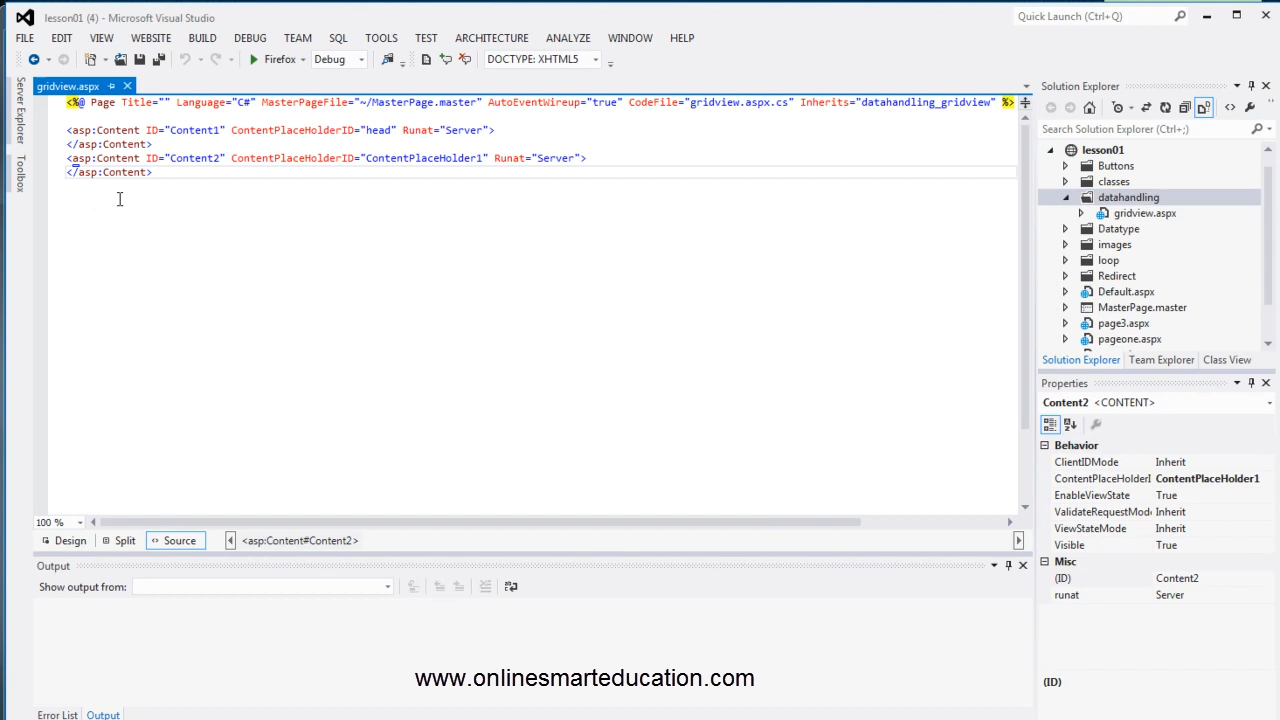 lesson01 (4) - Microsoft Visual Studio
Quick Launch (Ctrl+Q)
FILE EDIT VIEW WEBSITE BUILD DEBUG TEAM SQL TOOLS TEST ARCHITECTURE ANALYZE WINDOW HELP
Firefox Debug DOCTYPE: XHTML5
Server Explorer
Toolbox
gridview.aspx
<%@ Page Title="" Language="C#" MasterPageFile="~/MasterPage.master" AutoEventWireup="true" CodeFile="gridview.aspx.cs" Inherits="datahandling_gridview" %>
<asp:Content ID="Content1" ContentPlaceHolderID="head" Runat="Server">
</asp:Content>
<asp:Content ID="Content2" ContentPlaceHolderID="ContentPlaceHolder1" Runat="Server">
</asp:Content>
100 %
Design Split Source <asp:Content#Content2>
Output
Show output from:
www.onlinesmarteducation.com
Error List Output
Solution Explorer
Search Solution Explorer (Ctrl+;)
lesson01
Buttons
classes
datahandling
gridview.aspx
Datatype
images
loop
Redirect
Default.aspx
MasterPage.master
page3.aspx
pageone.aspx
Solution Explorer Team Explorer Class View
Properties
Content2 <CONTENT>
Behavior
ClientIDMode Inherit
ContentPlaceHolderI ContentPlaceHolder1
EnableViewState True
ValidateRequestMod Inherit
ViewStateMode Inherit
Visible True
Misc
(ID) Content2
runat Server
(ID)